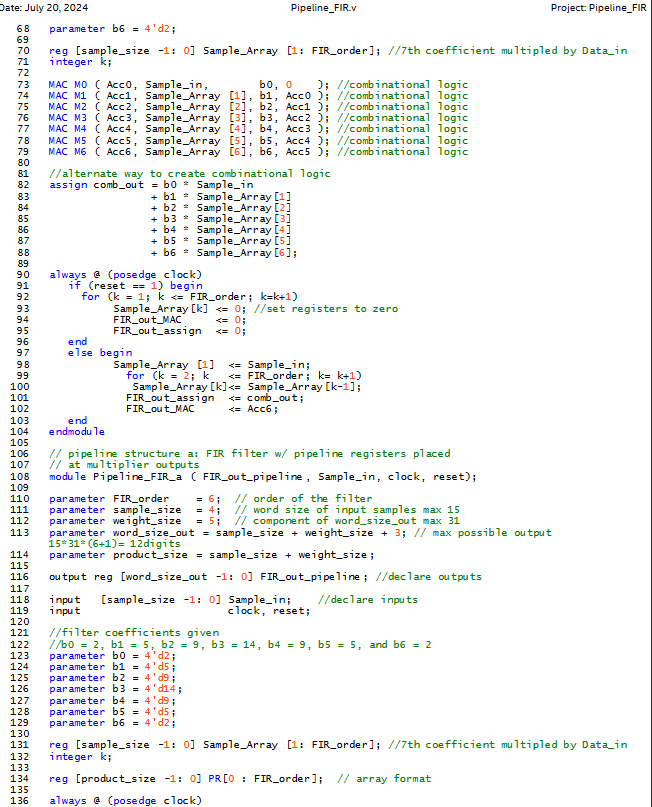 Date: July 20, 2024 Pipeline_FIR.v Project: Pipeline_FIR
68 parameter b6 = 4'd2;
69
70 reg [sample_size -1: 0] Sample_Array [1: FIR_order]; //7th coefficient multipled by Data_in
71 integer k;
72
73 MAC M0 ( Acc0, Sample_in, b0, 0 ); //combinational logic
74 MAC M1 ( Acc1, Sample_Array [1], b1, Acc0 ); //combinational logic
75 MAC M2 ( Acc2, Sample_Array [2], b2, Acc1 ); //combinational logic
76 MAC M3 ( Acc3, Sample_Array [3], b3, Acc2 ); //combinational logic
77 MAC M4 ( Acc4, Sample_Array [4], b4, Acc3 ); //combinational logic
78 MAC M5 ( Acc5, Sample_Array [5], b5, Acc4 ); //combinational logic
79 MAC M6 ( Acc6, Sample_Array [6], b6, Acc5 ); //combinational logic
80
81 //alternate way to create combinational logic
82 assign comb_out = b0 * Sample_in
83 + b1 * Sample_Array[1]
84 + b2 * Sample_Array[2]
85 + b3 * Sample_Array[3]
86 + b4 * Sample_Array[4]
87 + b5 * Sample_Array[5]
88 + b6 * Sample_Array[6];
89
90 always @ (posedge clock)
91 if (reset == 1) begin
92 for (k = 1; k <= FIR_order; k=k+1)
93 Sample_Array[k] <= 0; //set registers to zero
94 FIR_out_MAC <= 0;
95 FIR_out_assign <= 0;
96 end
97 else begin
98 Sample_Array [1] <= Sample_in;
99 for (k = 2; k <= FIR_order; k= k+1)
100 Sample_Array[k]<= Sample_Array[k-1];
101 FIR_out_assign <= comb_out;
102 FIR_out_MAC <= Acc6;
103 end
104 endmodule
105
106 // pipeline structure a: FIR filter w/ pipeline registers placed
107 // at multiplier outputs
108 module Pipeline_FIR_a ( FIR_out_pipeline, Sample_in, clock, reset);
109
110 parameter FIR_order = 6; // order of the filter
111 parameter sample_size = 4; // word size of input samples max 15
112 parameter weight_size = 5; // component of word_size_out max 31
113 parameter word_size_out = sample_size + weight_size + 3; // max possible output
15*31*(6+1)= 12digits
114 parameter product_size = sample_size + weight_size;
115
116 output reg [word_size_out -1: 0] FIR_out_pipeline; //declare outputs
117
118 input [sample_size -1: 0] Sample_in; //declare inputs
119 input clock, reset;
120
121 //filter coefficients given
122 //b0 = 2, b1 = 5, b2 = 9, b3 = 14, b4 = 9, b5 = 5, and b6 = 2
123 parameter b0 = 4'd2;
124 parameter b1 = 4'd5;
125 parameter b2 = 4'd9;
126 parameter b3 = 4'd14;
127 parameter b4 = 4'd9;
128 parameter b5 = 4'd5;
129 parameter b6 = 4'd2;
130
131 reg [sample_size -1: 0] Sample_Array [1: FIR_order]; //7th coefficient multipled by Data_in
132 integer k;
133
134 reg [product_size -1: 0] PR[0 : FIR_order]; // array format
135
136 always @ (posedge clock)